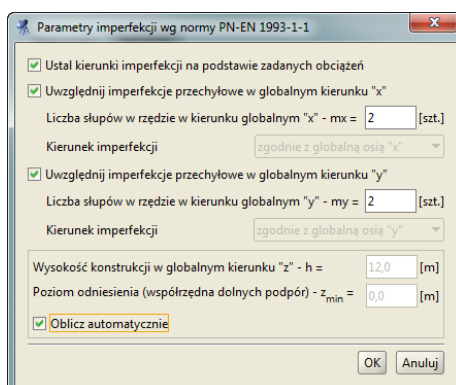 Parametry imperfekcji wg normy PN-EN 1993-1-1
Ustal kierunki imperfekcji na podstawie zadanych obciążeń
Uwzględnij imperfekcje przechyłowe w globalnym kierunku "x"
Liczba słupów w rzędzie w kierunku globalnym "x" - mx = 2 [szt.]
Kierunek imperfekcji zgodnie z globalną osią "x"
Uwzględnij imperfekcje przechyłowe w globalnym kierunku "y"
Liczba słupów w rzędzie w kierunku globalnym "y" - my = 2 [szt.]
Kierunek imperfekcji zgodnie z globalną osią "y"
Wysokość konstrukcji w globalnym kierunku "z" - h = 12,0 [m]
Poziom odniesienia (współrzędna dolnych podpór) - zmin = 0,0 [m]
Oblicz automatycznie
OK Anuluj